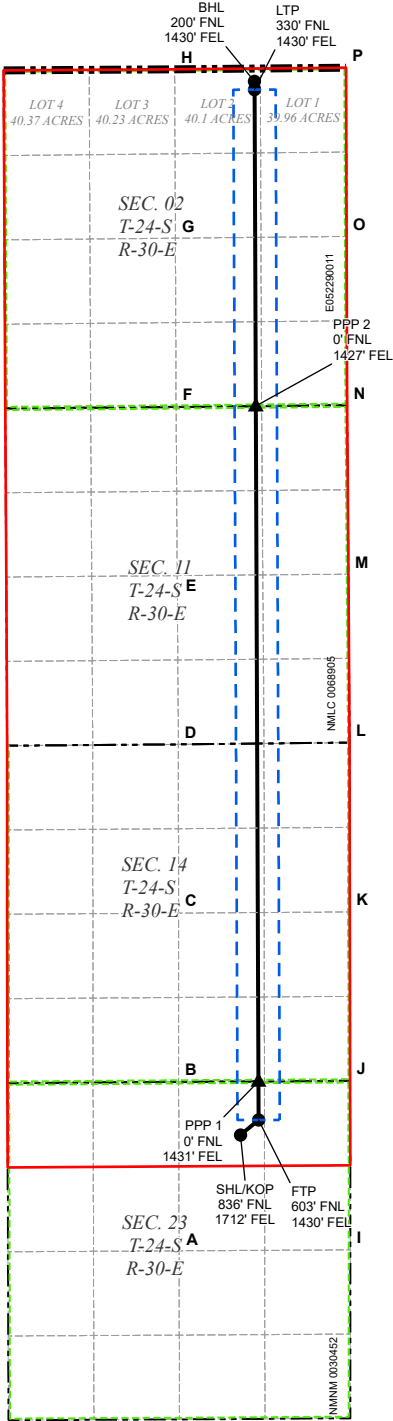 BHL
200' FNL
1430' FEL
LTP
330' FNL
1430' FEL
H
P
LOT 4
40.37 ACRES
LOT 3
40.23 ACRES
LOT 2
40.1 ACRES
LOT 1
39.96 ACRES
SEC. 02
T-24-S
R-30-E
G
O
E052290011
PPP 2
0' FNL
1427' FEL
F
N
SEC. 11
T-24-S
R-30-E
E
M
NMLC 0068905
D
L
SEC. 14
T-24-S
R-30-E
C
K
B
J
PPP 1
0' FNL
1431' FEL
SHL/KOP
836' FNL
1712' FEL
FTP
603' FNL
1430' FEL
SEC. 23
T-24-S
R-30-E
A
I
NMNM 0030452